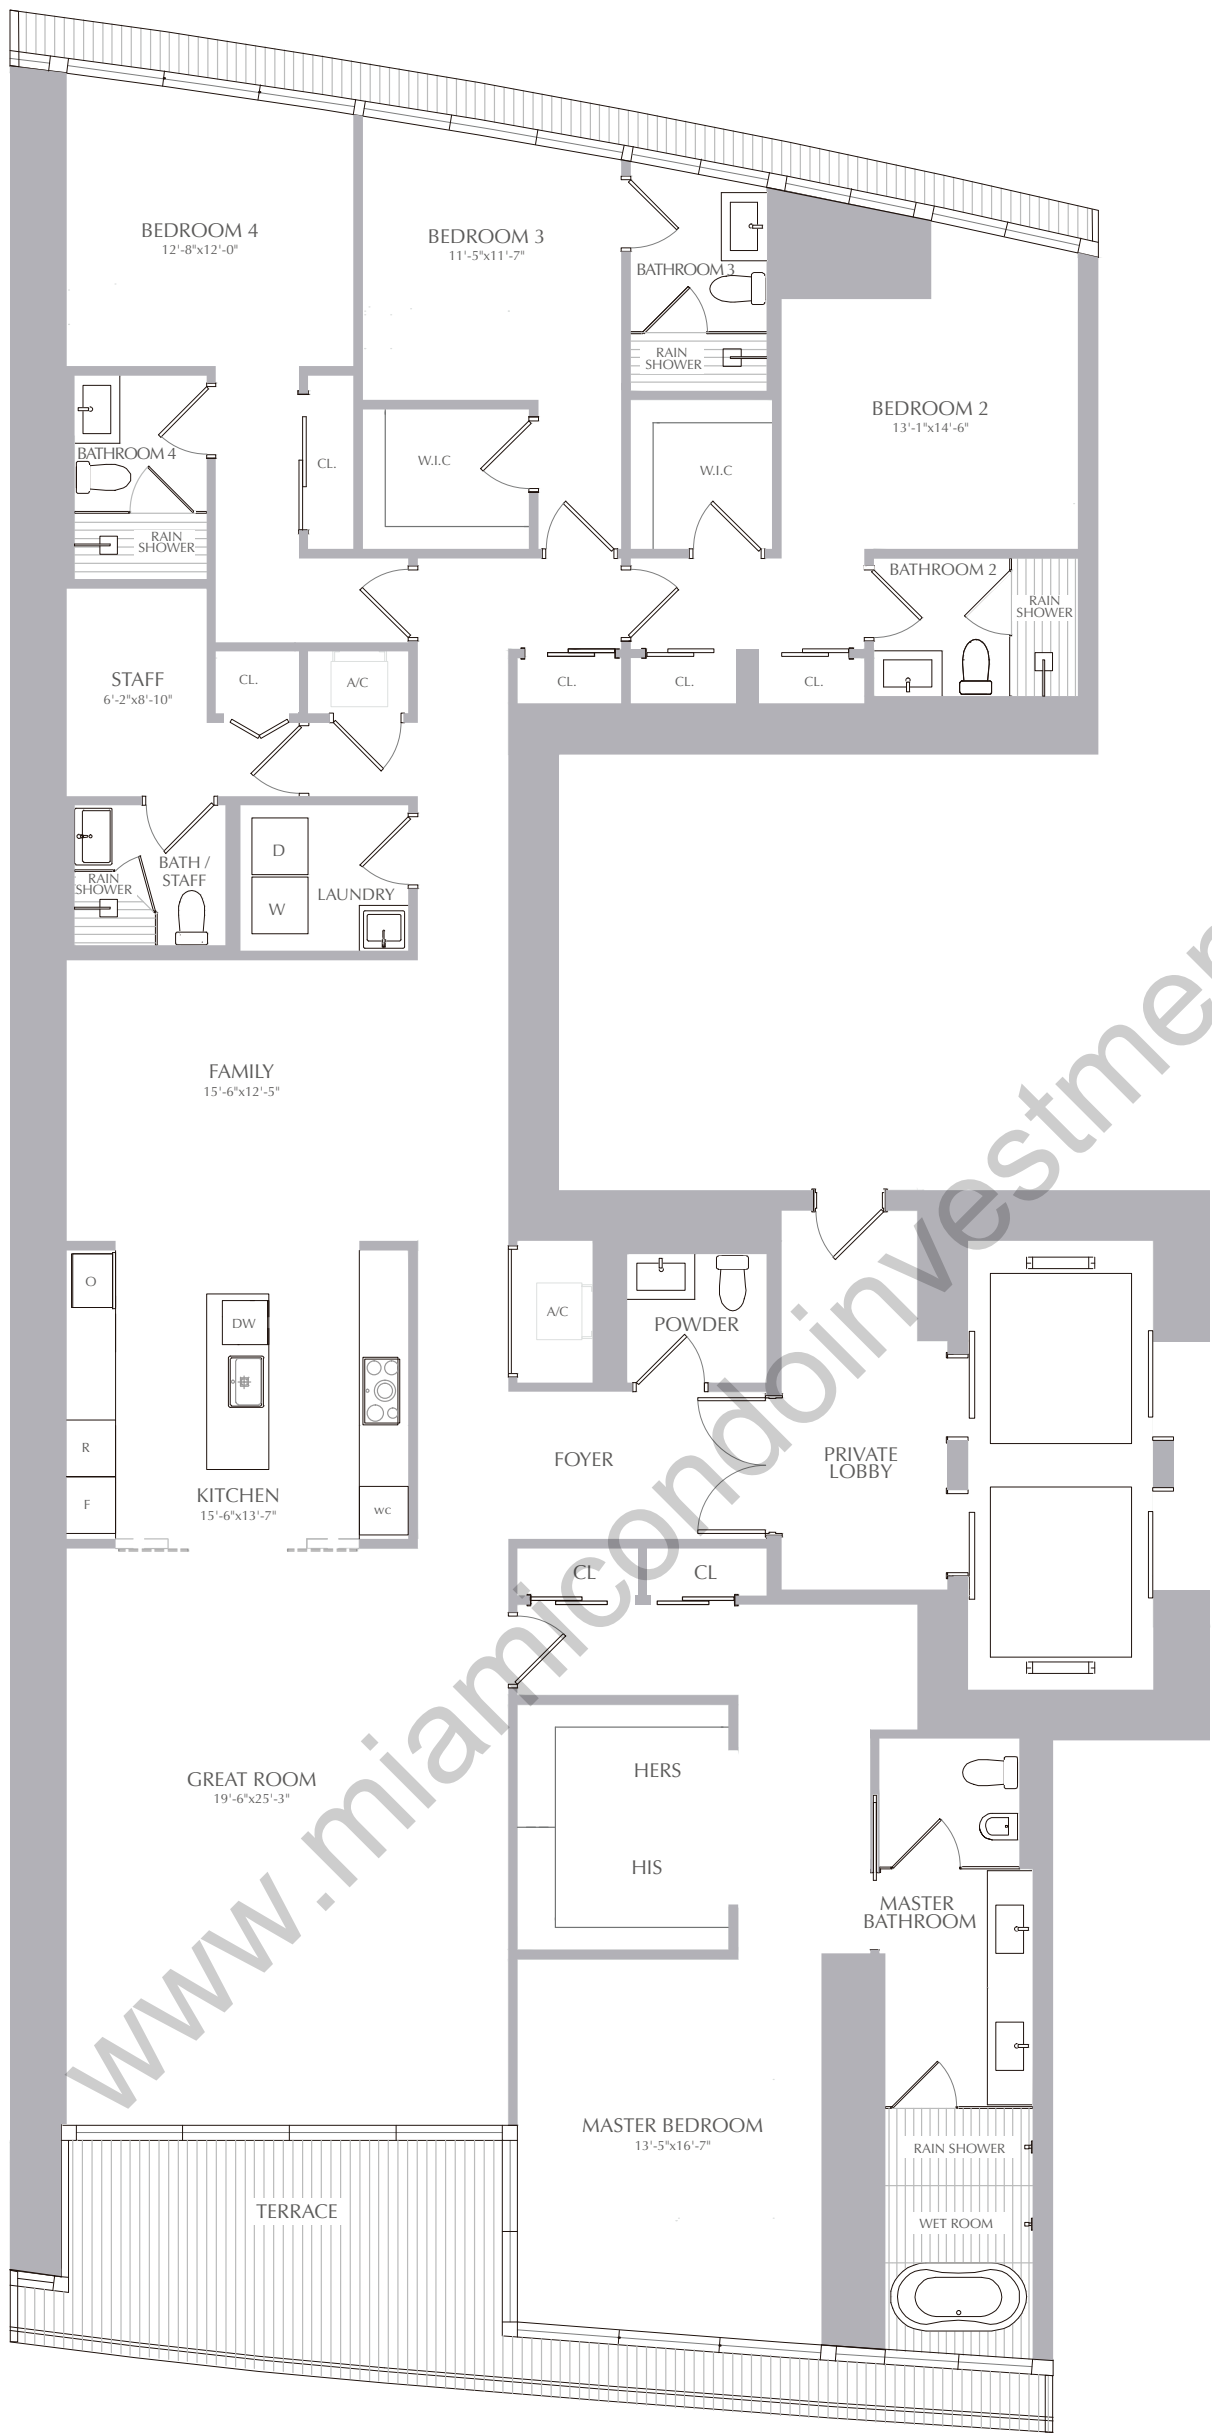 BEDROOM 4
12'-8"x12'-0"
BEDROOM 3
11'-5"x11'-7"
BATHROOM 3
RAIN
SHOWER
BEDROOM 2
13'-1"x14'-6"
BATHROOM 4
CL.
W.I.C
W.I.C
RAIN
SHOWER
BATHROOM 2
RAIN
SHOWER
STAFF
6'-2"x8'-10"
CL.
A/C
CL.
CL.
CL.
D
BATH /
STAFF
RAIN
SHOWER
LAUNDRY
W
FAMILY
15'-6"x12'-5"
O
DW
A/C
POWDER
R
FOYER
PRIVATE
LOBBY
F
KITCHEN
15'-6"x13'-7"
WC
CL
CL
GREAT ROOM
19'-6"x25'-3"
HERS
HIS
MASTER
BATHROOM
MASTER BEDROOM
13'-5"x16'-7"
RAIN SHOWER
TERRACE
WET ROOM
www.miamicondoinvestmen